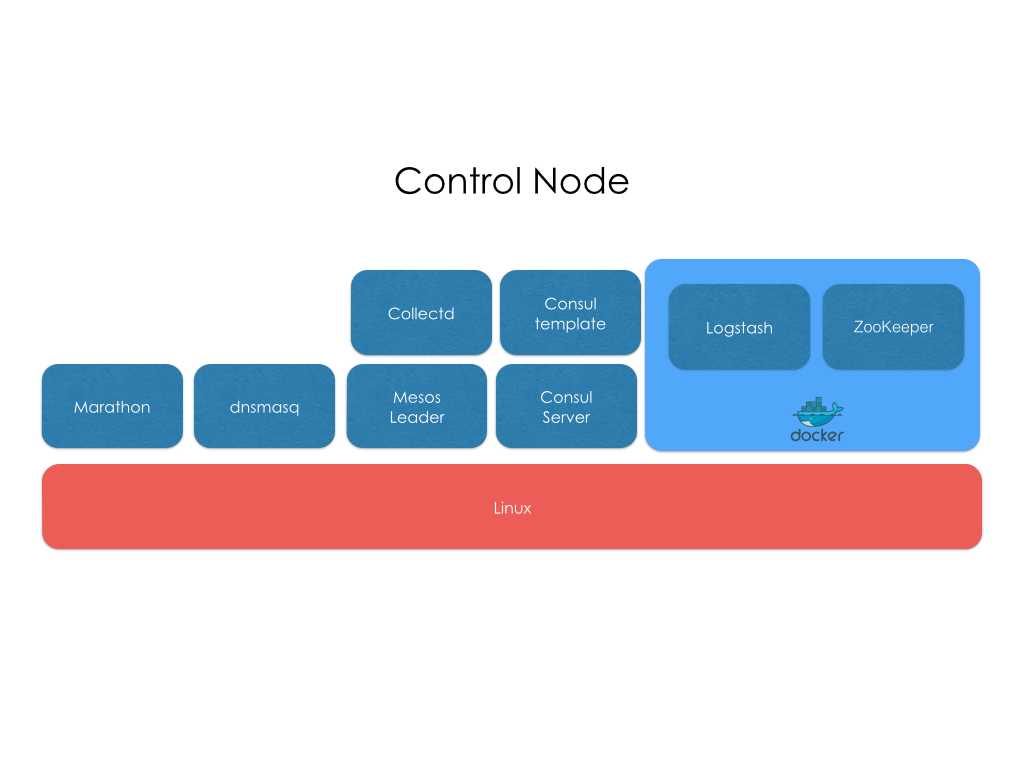 Control Node
Collectd
Consul
template
Logstash
ZooKeeper
Marathon
dnsmasq
Mesos
Leader
Consul
Server
docker
Linux